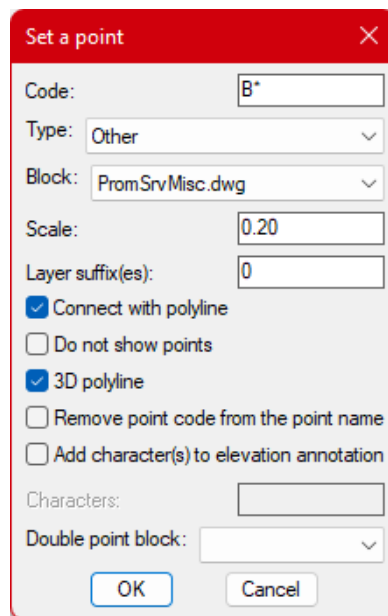 Set a point
Code: B*
Type: Other
Block: PromSrvMisc.dwg
Scale: 0.20
Layer suffix(es): 0
Connect with polyline
Do not show points
3D polyline
Remove point code from the point name
Add character(s) to elevation annotation
Characters:
Double point block:
OK Cancel